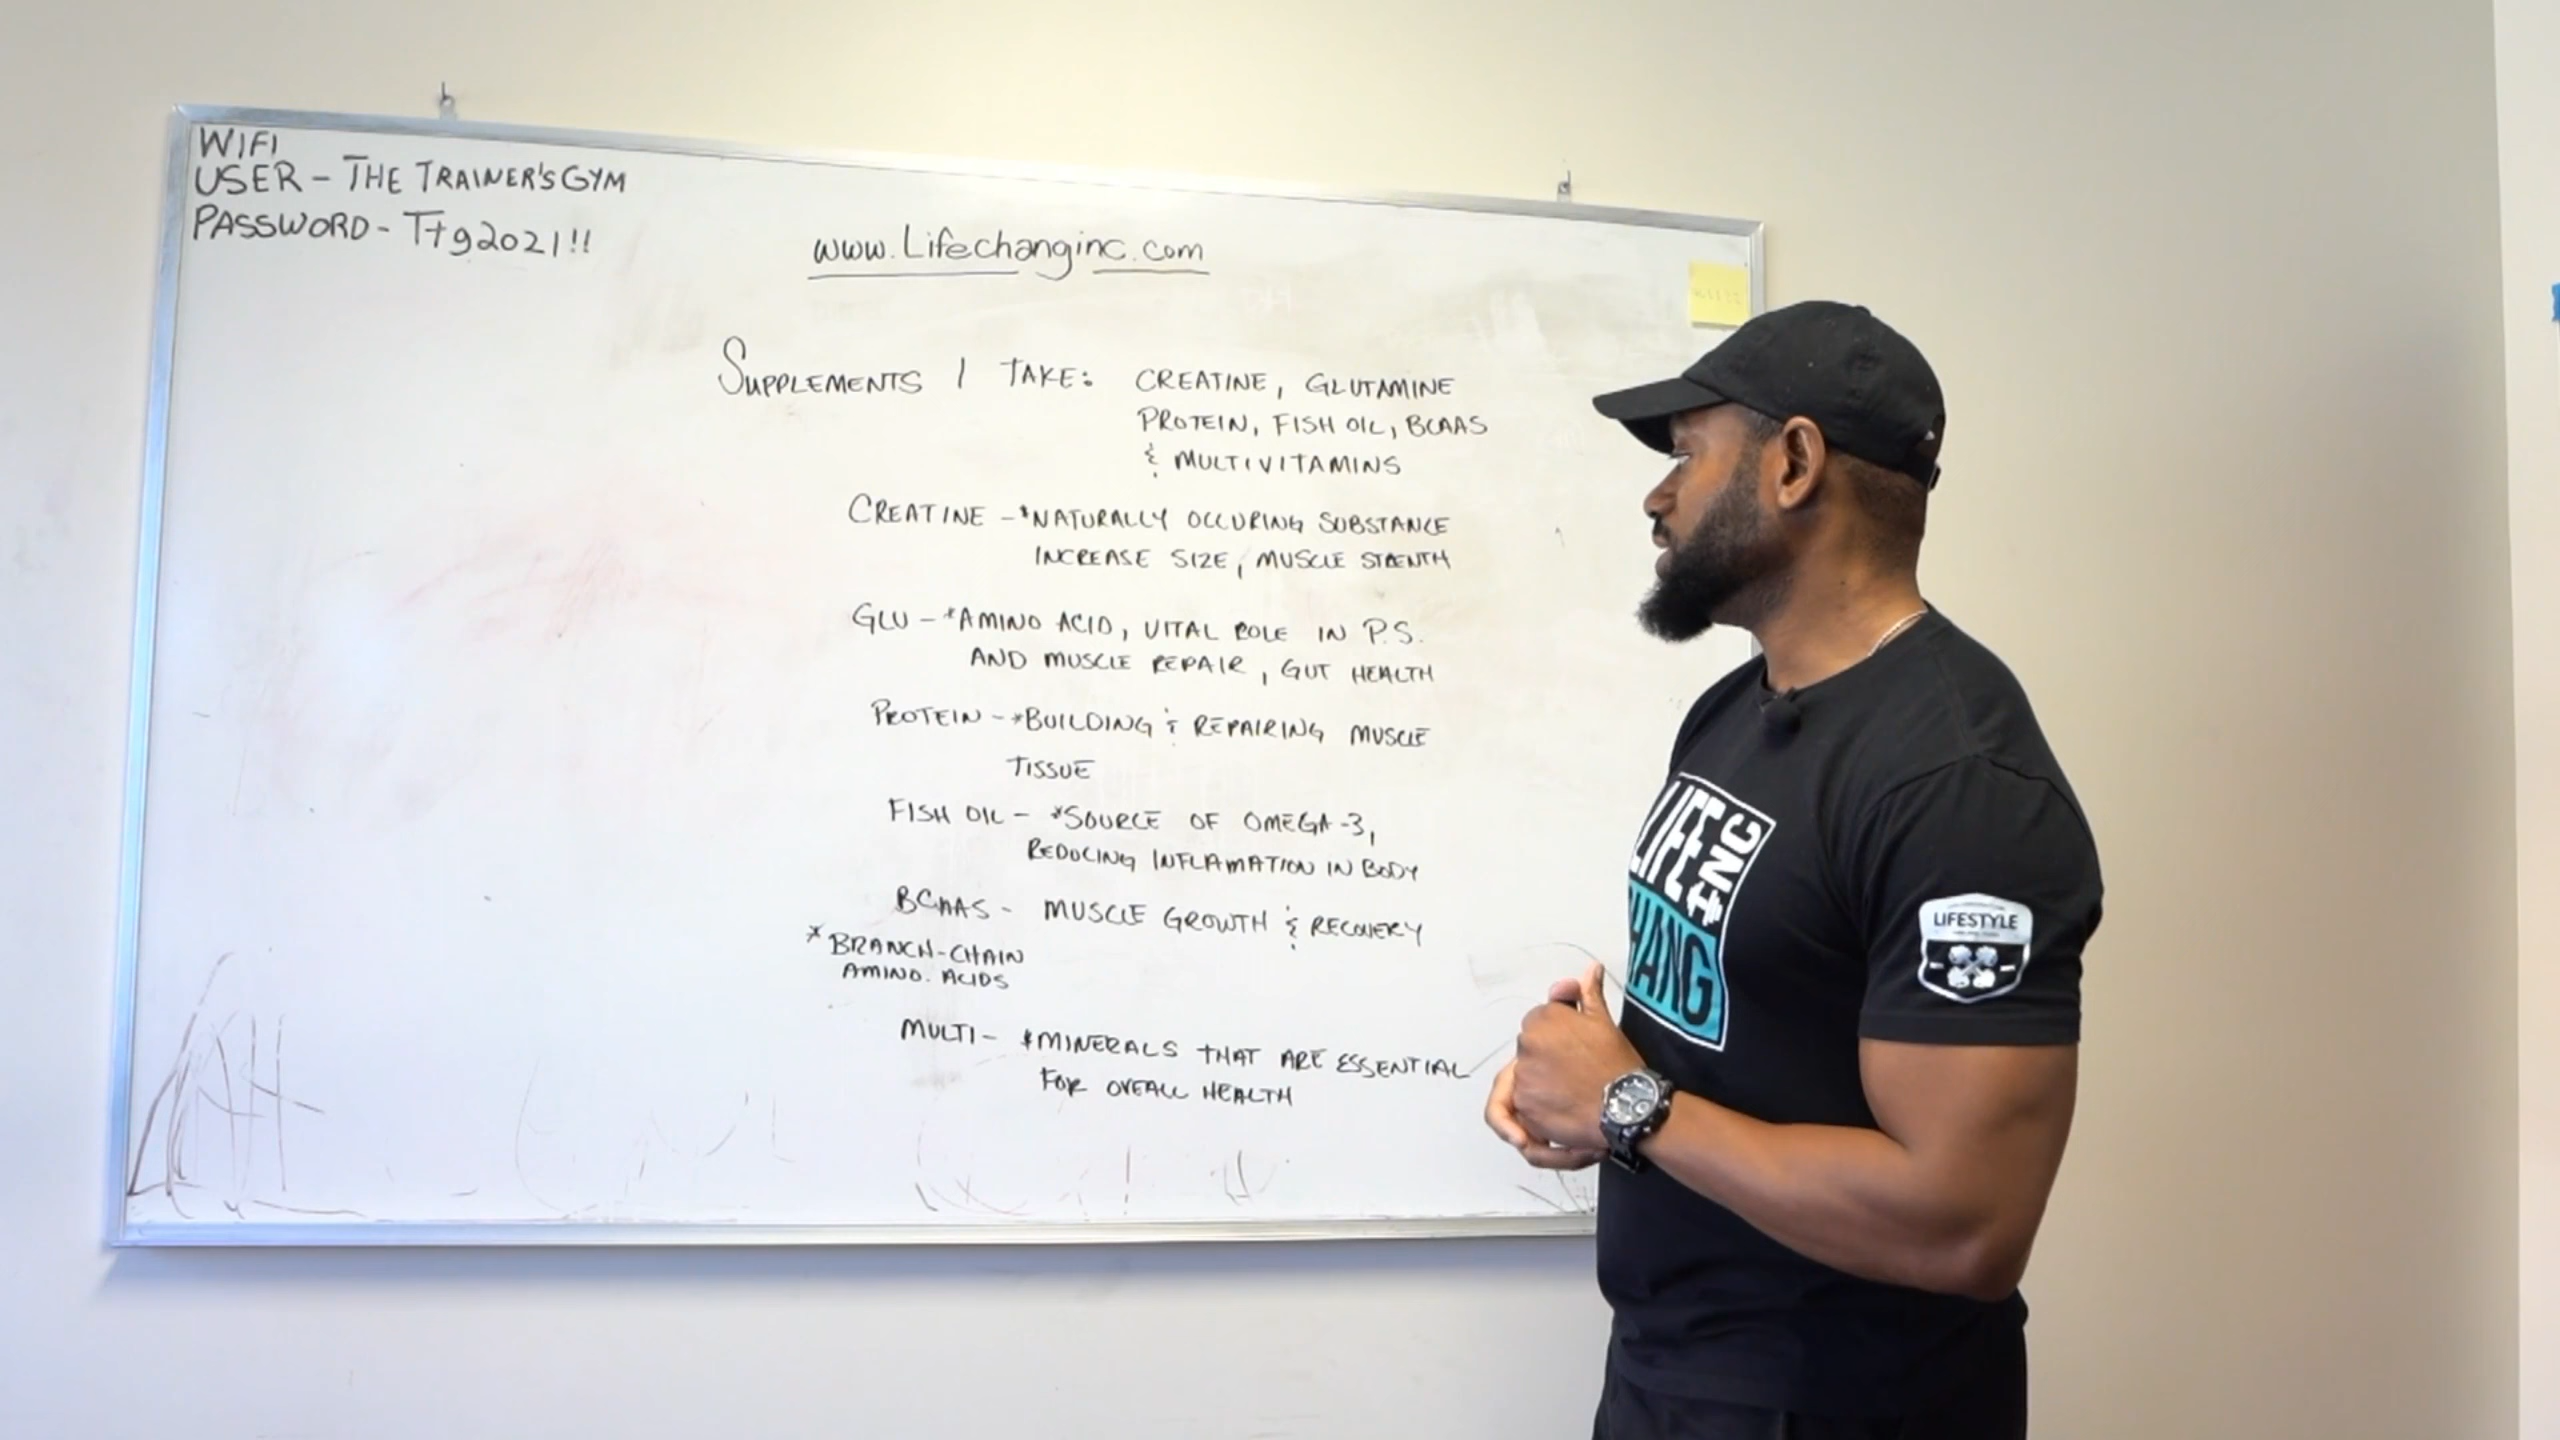 WIFI
USER - THE TRAINER'S GYM
PASSWORD - Ttg2021!!
www.Lifechanginc.com
SUPPLEMENTS I TAKE: CREATINE, GLUTAMINE
PROTEIN, FISH OIL, BCAAS
& MULTIVITAMINS
CREATINE - *NATURALLY OCCURING SUBSTANCE
INCREASE SIZE, MUSCLE STRENTH
GLU - *AMINO ACID, VITAL ROLE IN P.S.
AND MUSCLE REPAIR, GUT HEALTH
PROTEIN - *BUILDING & REPAIRING MUSCLE
TISSUE
FISH OIL - *SOURCE OF OMEGA-3,
REDUCING INFLAMATION IN BODY
BCAAS - MUSCLE GROWTH & RECOVERY
*BRANCH-CHAIN
AMINO. ACIDS
MULTI - *MINERALS THAT ARE ESSENTIAL
FOR OVEALL HEALTH
LIFE
INC
HANG
LIFESTYLE